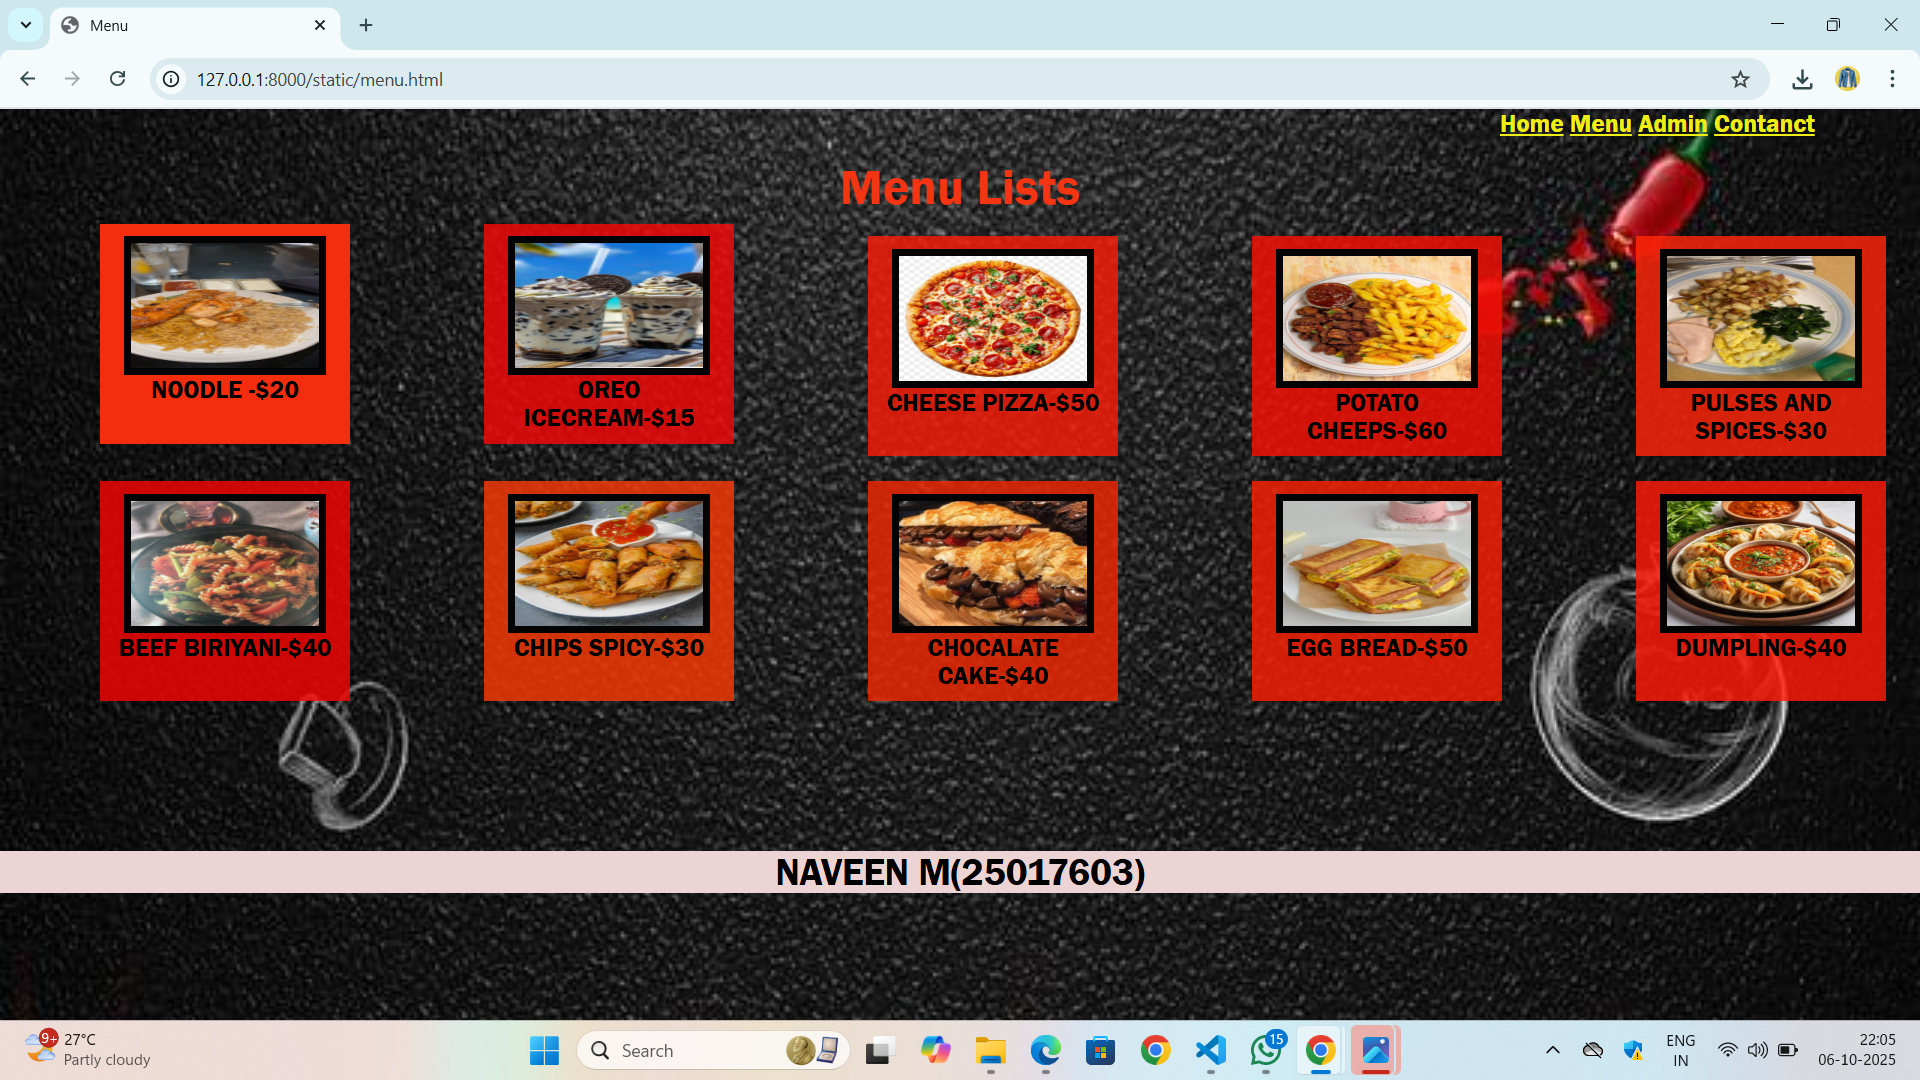 Menu
127.0.0.1:8000/static/menu.html
Home Menu Admin Contanct
Menu Lists
NOODLE -$20
OREO
ICECREAM-$15
CHEESE PIZZA-$50
POTATO
CHEEPS-$60
PULSES AND
SPICES-$30
BEEF BIRIYANI-$40
CHIPS SPICY-$30
CHOCALATE
CAKE-$40
EGG BREAD-$50
DUMPLING-$40
NAVEEN M(25017603)
9+
27°C
Partly cloudy
Search
15
ENG
IN
22:05
06-10-2025